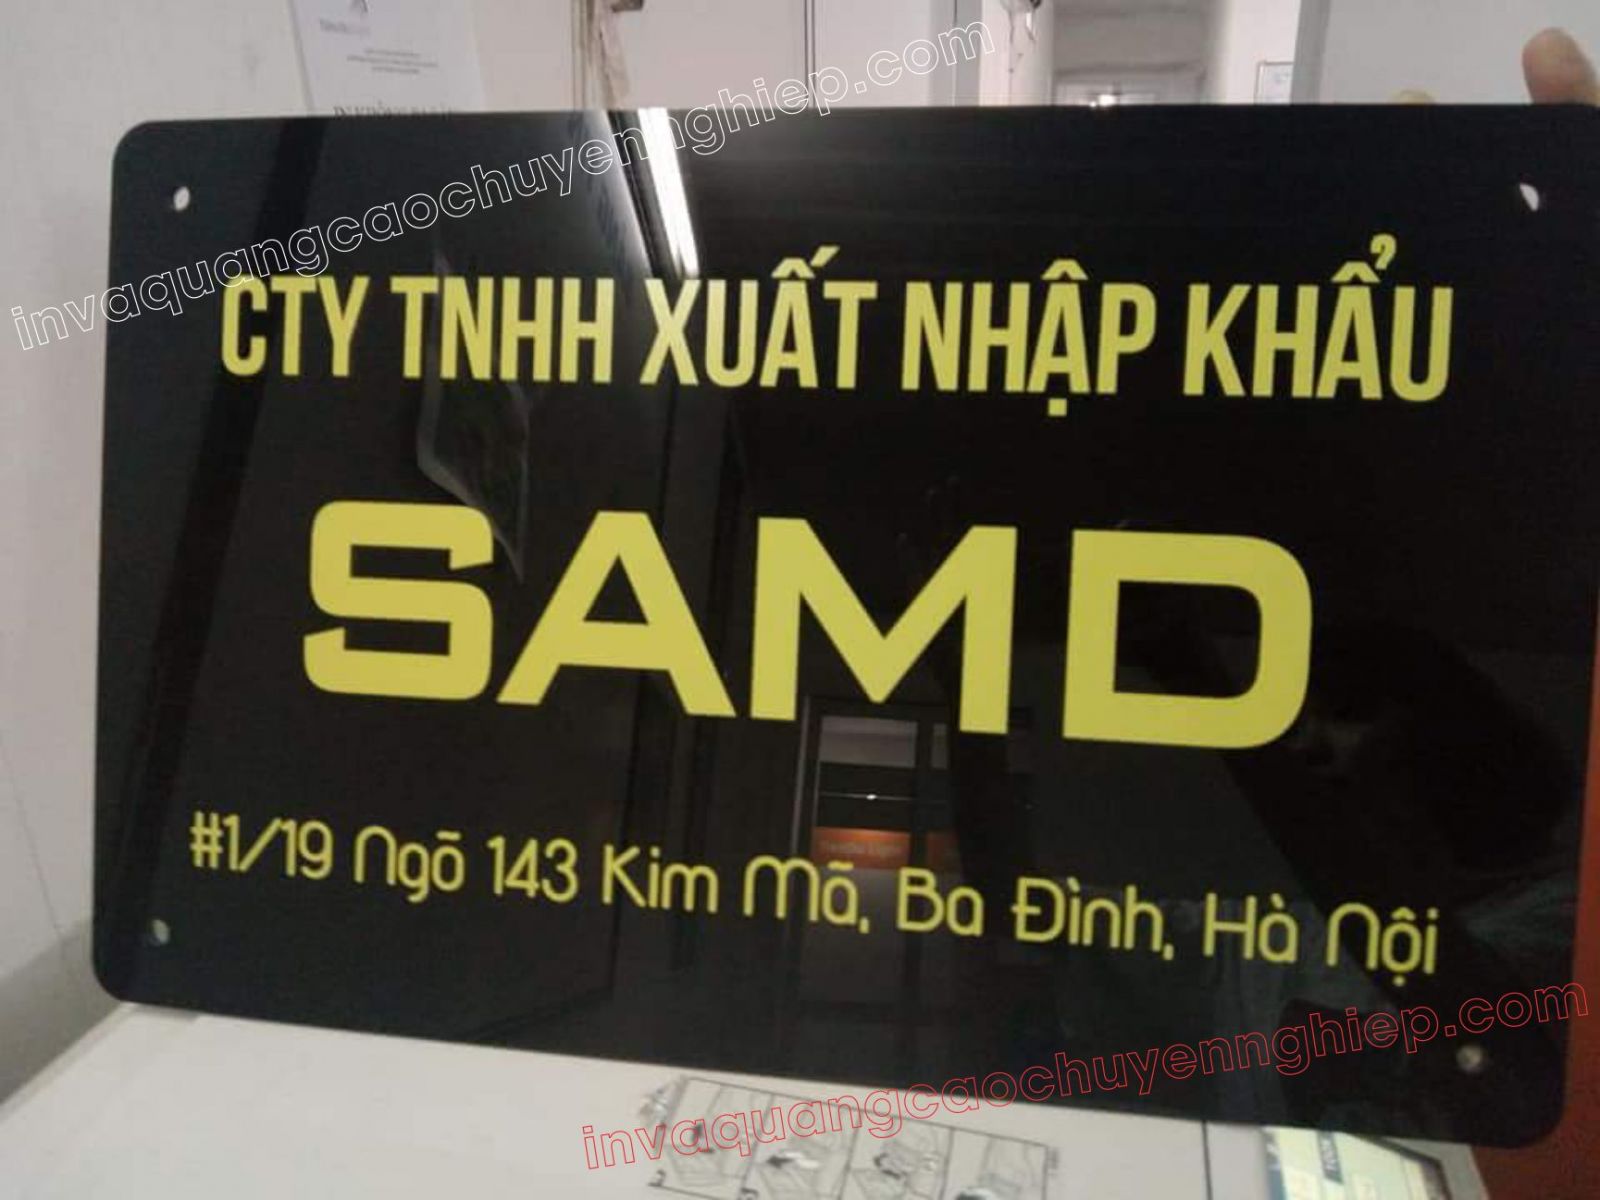 invaquangcaochuyennghiep.com
CTY TNHH XUẤT NHẬP KHẨU
SAMD
#1/19 Ngõ 143 Kim Mã, Ba Đình, Hà Nội
invaquangcaochuyennghiep.com